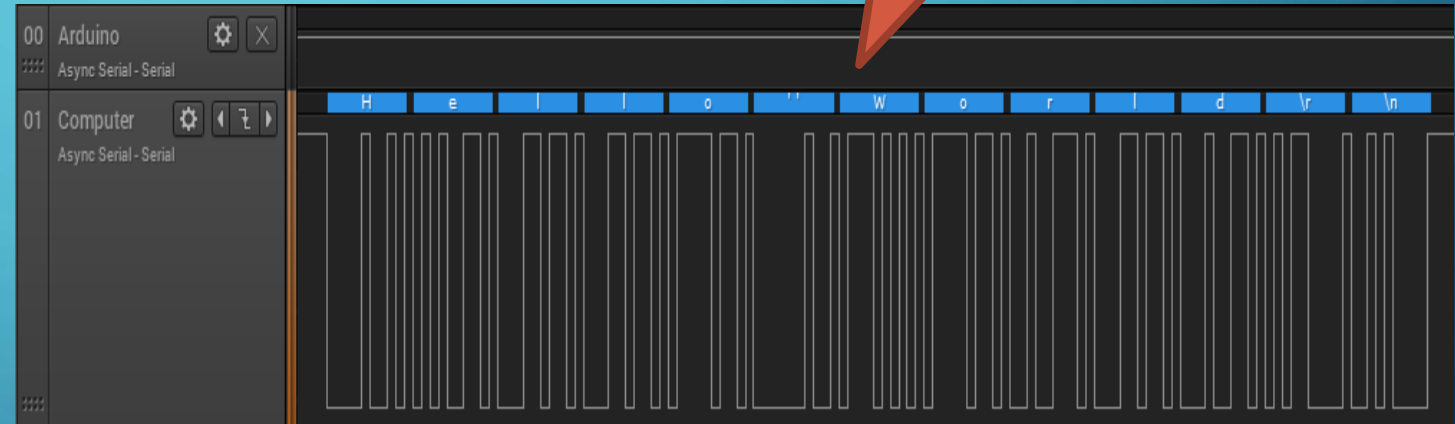 00 Arduino
Async Serial - Serial
H e l l o ' ' W o r l d \r \n
01 Computer
Async Serial - Serial